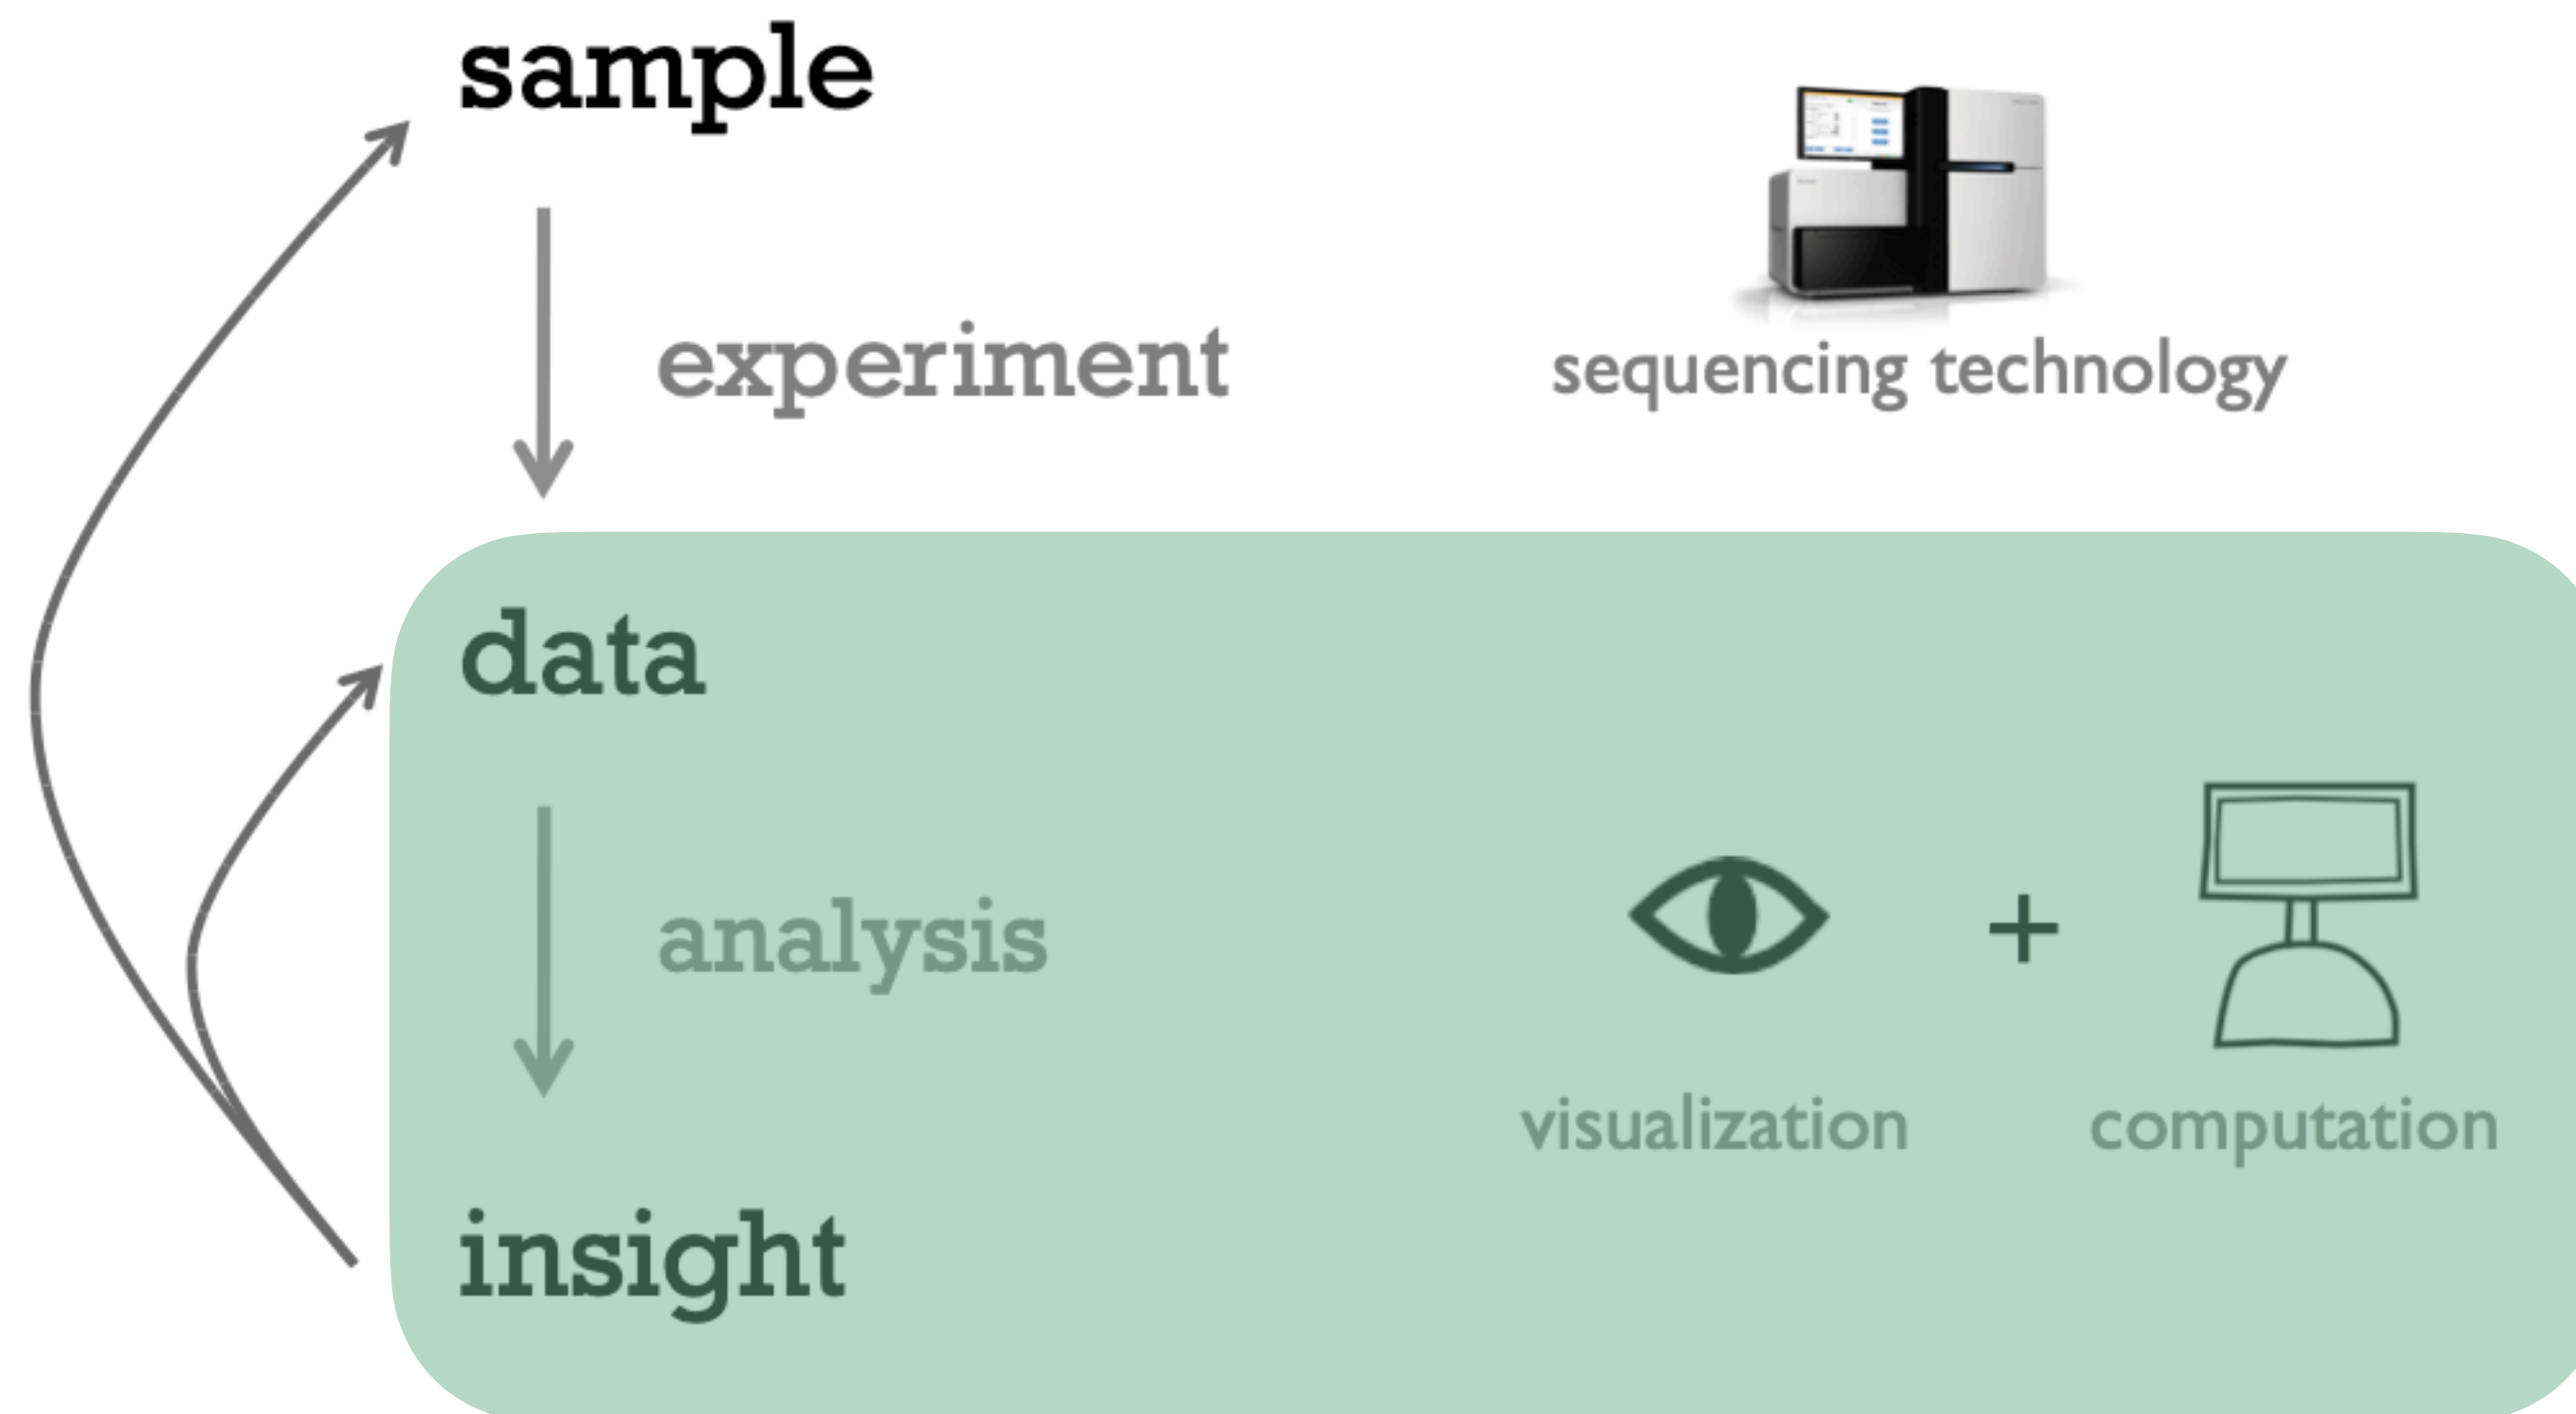 sample
experiment
sequencing technology
data
analysis
+
visualization
computation
insight